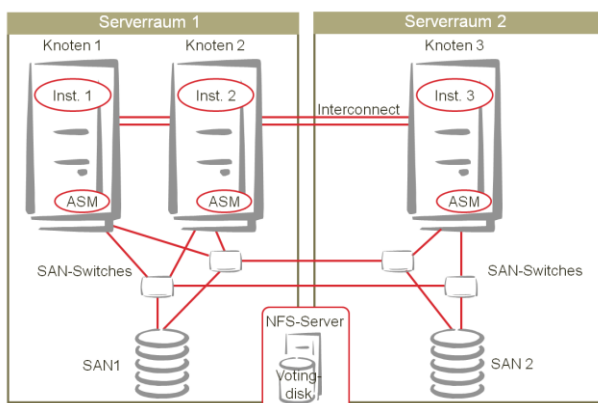 Serverraum 1
Serverraum 2
Knoten 1
Knoten 2
Knoten 3
Inst. 1
Inst. 2
Interconnect
Inst. 3
ASM
ASM
ASM
SAN-Switches
SAN-Switches
NFS-Server
SAN1
Voting-
disk
SAN 2